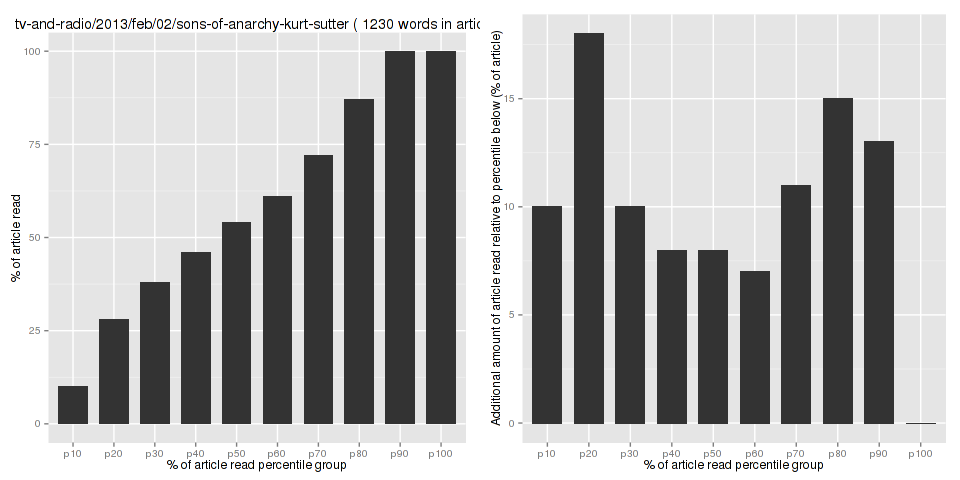 tv-and-radio/2013/feb/02/sons-of-anarchy-kurt-sutter ( 1230 words in artic
100
75
50
25
0
% of article read
p10 p20 p30 p40 p50 p60 p70 p80 p90 p100
% of article read percentile group
Additional amount of article read relative to percentile below (% of article)
15
10
5
0
p10 p20 p30 p40 p50 p60 p70 p80 p90 p100
% of article read percentile group